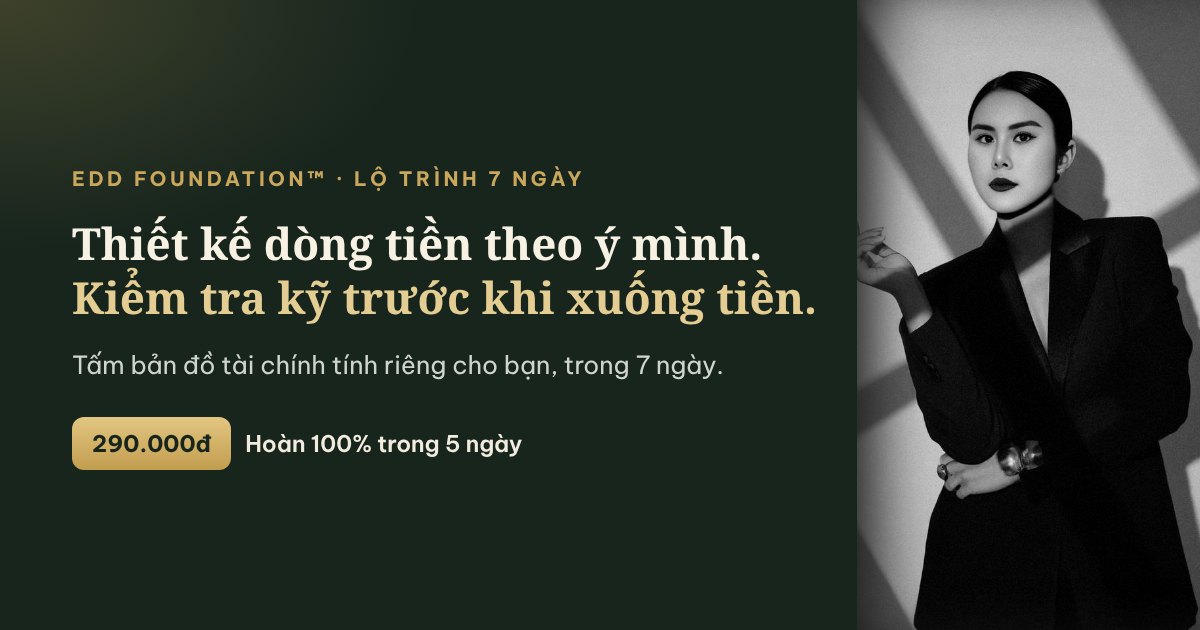 EDD FOUNDATION™ · LỘ TRÌNH 7 NGÀY
Thiết kế dòng tiền theo ý mình.
Kiểm tra kỹ trước khi xuống tiền.
Tấm bản đồ tài chính tính riêng cho bạn, trong 7 ngày.
290.000đ Hoàn 100% trong 5 ngày